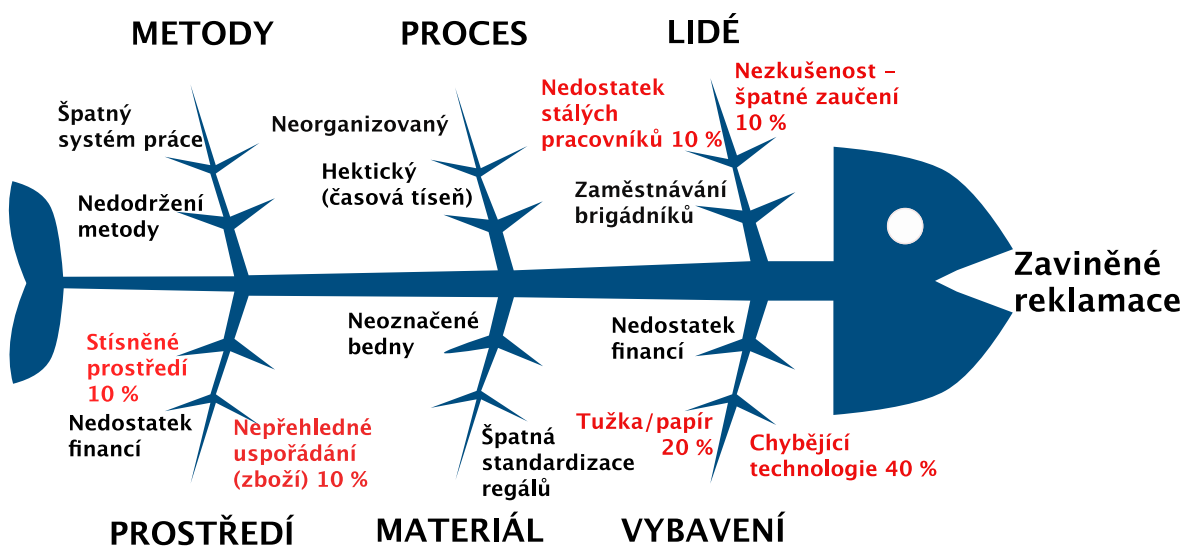 METODY
PROCES
LIDÉ
Špatný
systém práce
Neorganizovaný
Nedostatek
stálých
pracovníků 10 %
Nezkušenost –
špatné zaučení
10 %
Nedodržení
metody
Hektický
(časová tíseň)
Zaměstnávání
brigádníků
Zaviněné
reklamace
Stísněné
prostředí
10 %
Nedostatek
financí
Nepřehledné
uspořádání
(zboží) 10 %
Neoznačené
bedny
Špatná
standardizace
regálů
Nedostatek
financí
Tužka/papír
20 %
Chybějící
technologie 40 %
PROSTŘEDÍ
MATERIÁL
VYBAVENÍ